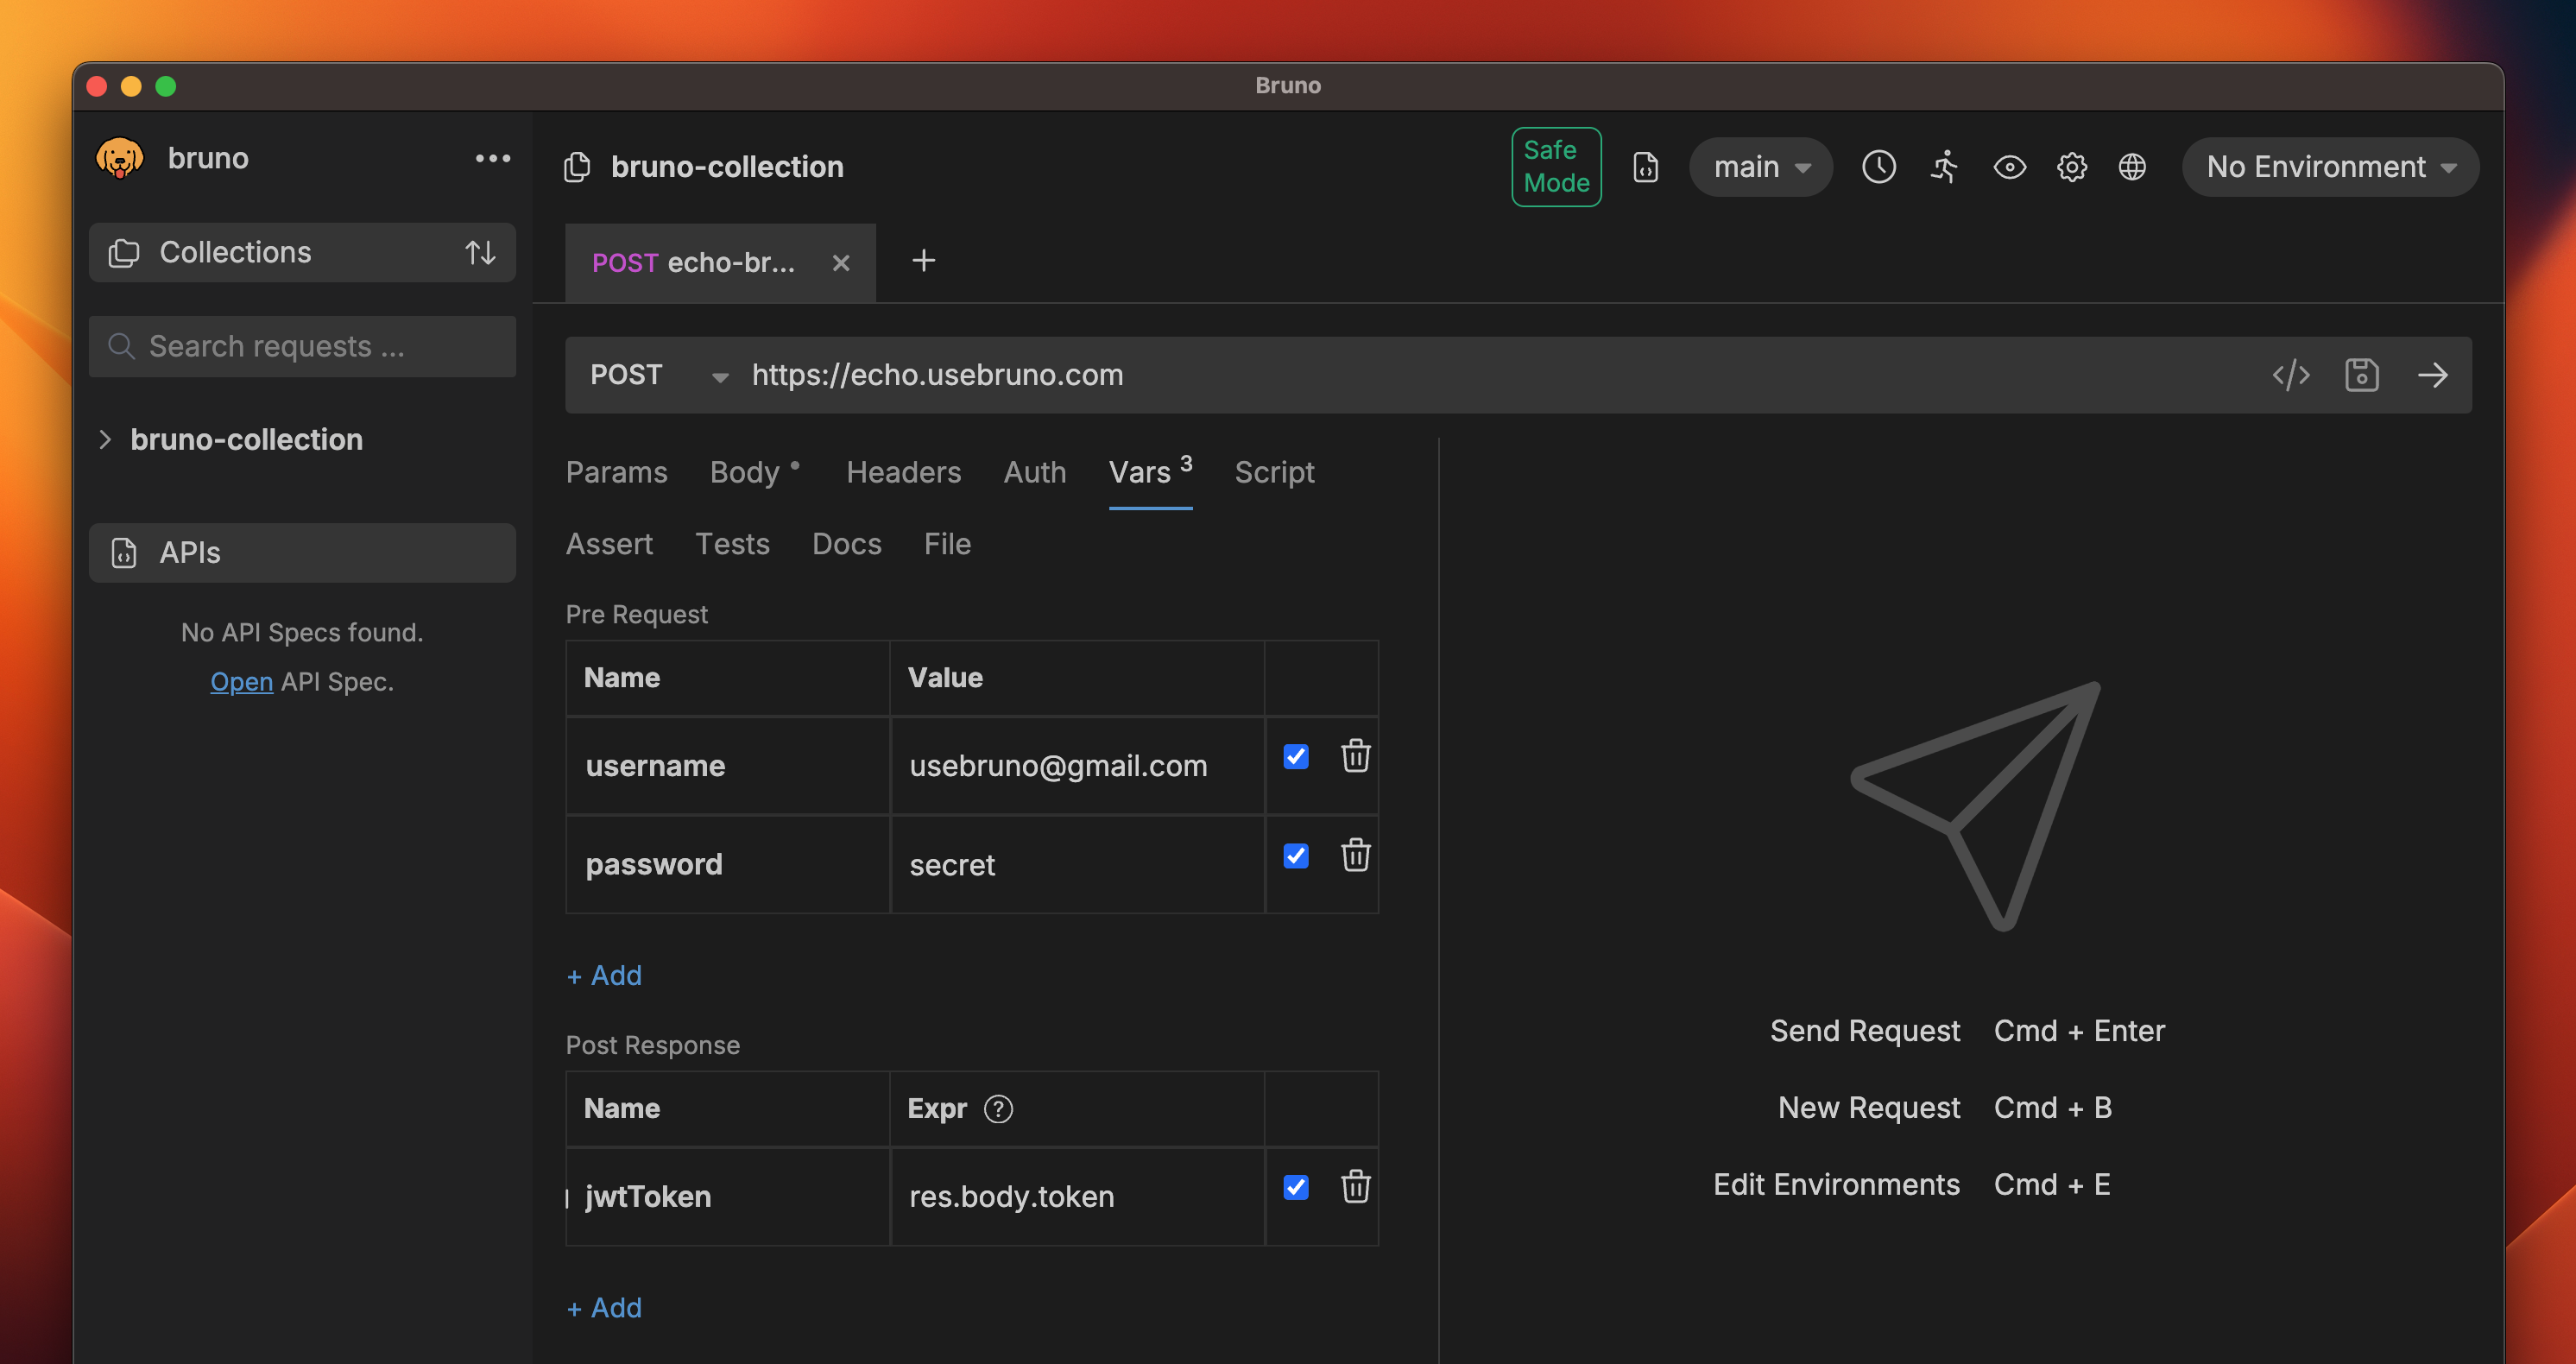 Bruno
bruno
bruno-collection
Safe Mode
main
No Environment
Collections
Search requests ...
bruno-collection
APIs
No API Specs found.
Open API Spec.
POST echo-br...
POST
https://echo.usebruno.com
Params Body Headers Auth Vars 3 Script
Assert Tests Docs File
Pre Request
Name Value
username usebruno@gmail.com
password secret
+ Add
Post Response
Name Expr ?
jwtToken res.body.token
+ Add
Send Request Cmd + Enter
New Request Cmd + B
Edit Environments Cmd + E